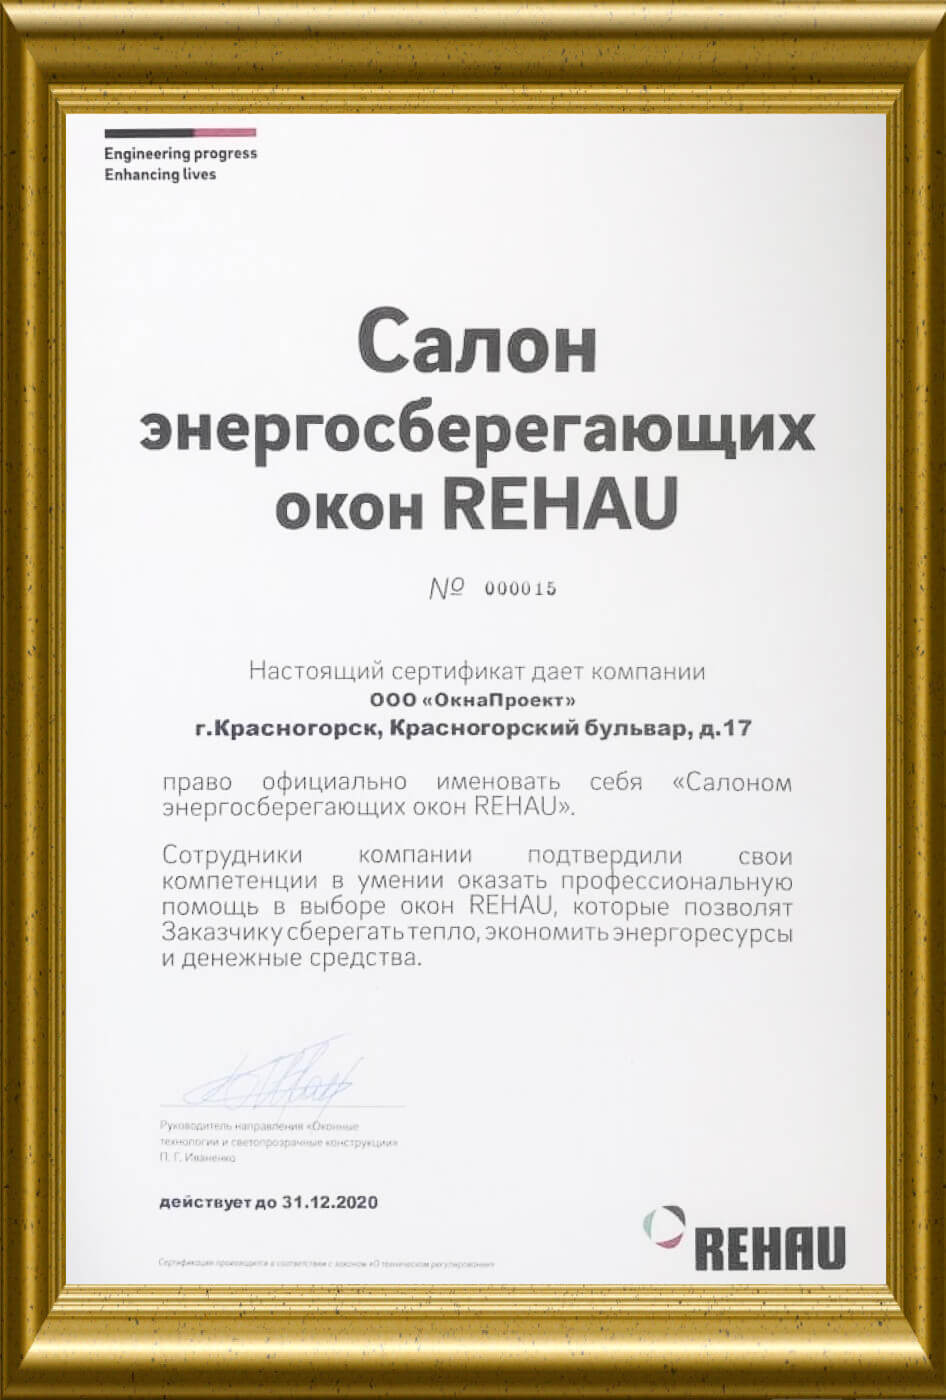 Engineering progress
Enhancing lives
Салон
энергосберегающих
окон REHAU
№ 000015
Настоящий сертификат дает компании
ООО «ОкнаПроект»
г.Красногорск, Красногорский бульвар, д.17
право официально именовать себя «Салоном
энергосберегающих окон REHAU».
Сотрудники компании подтвердили свои
компетенции в умении оказать профессиональную
помощь в выборе окон REHAU, которые позволят
Заказчику сберегать тепло, экономить энергоресурсы
и денежные средства.
Руководитель направления «Оконные
технологии и светопрозрачные конструкции»
П. Г. Иваненко
действует до 31.12.2020
REHAU
Сертификация производится в соответствии с законом «О техническом регулировании»